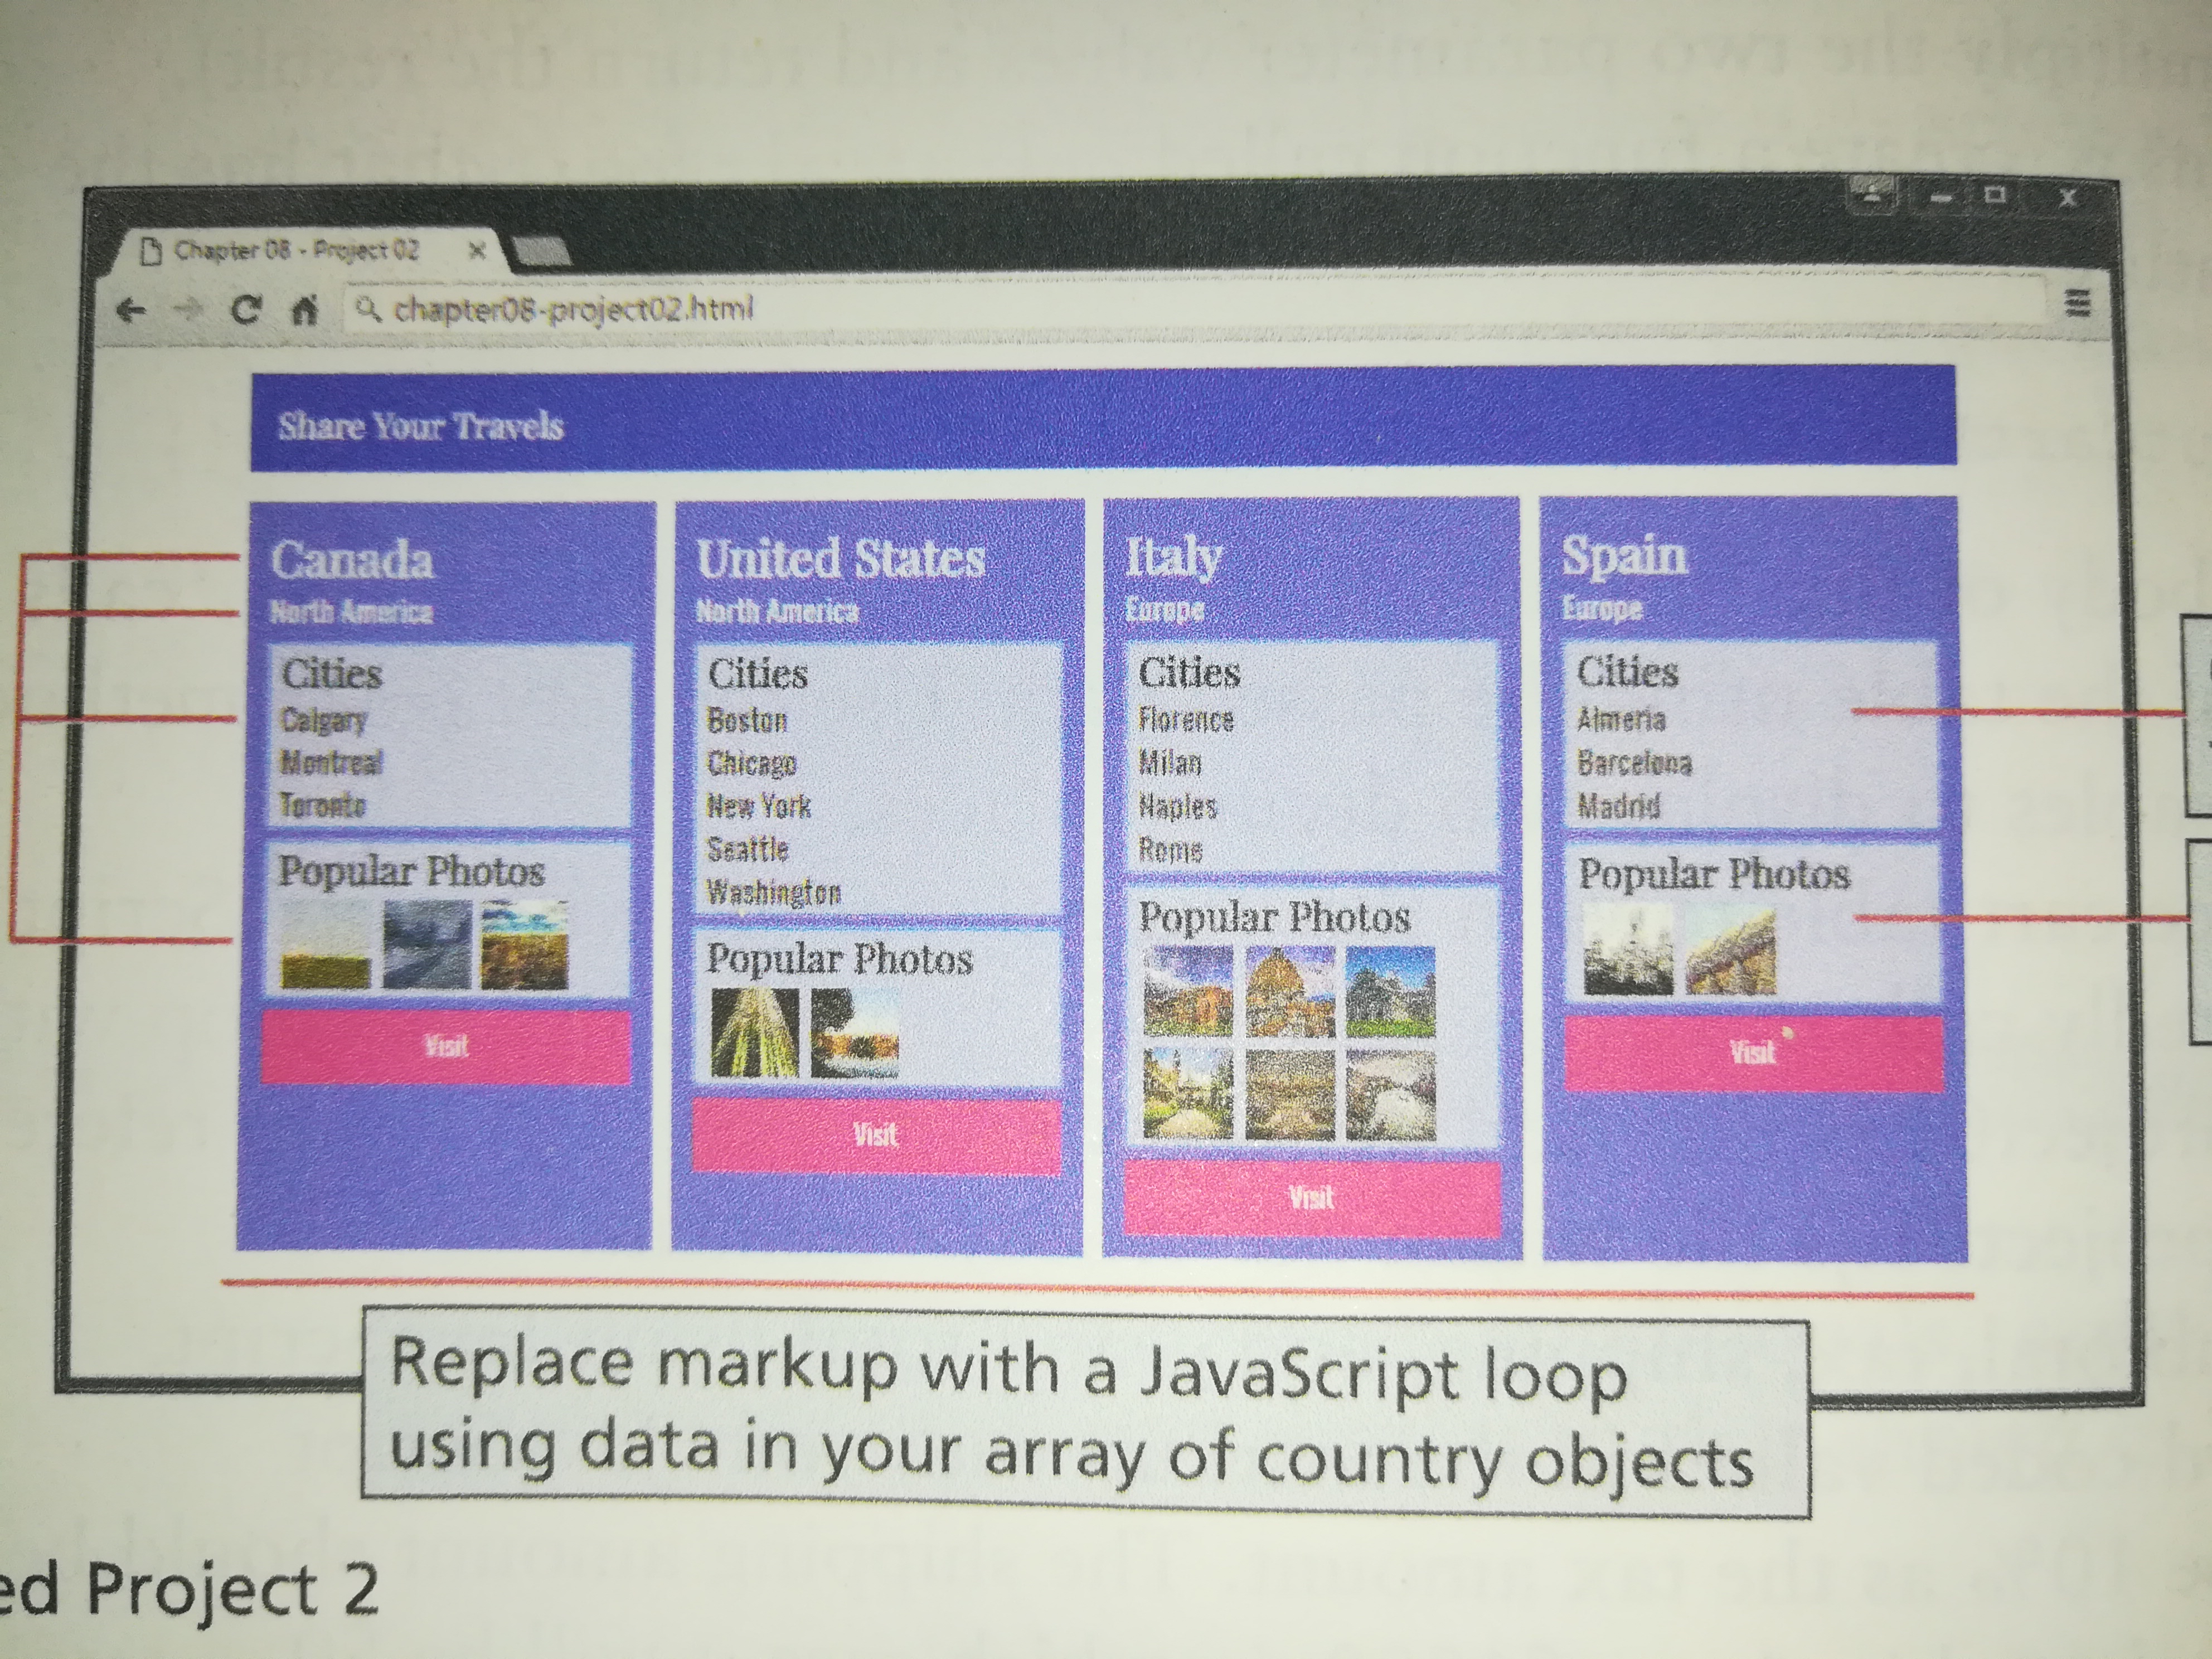 Chapter 08 - Project 02
chapter08-project02.html
Share Your Travels
Canada
North America
Cities
Calgary
Montreal
Toronto
Popular Photos
Visit
United States
North America
Cities
Boston
Chicago
New York
Seattle
Washington
Popular Photos
Visit
Italy
Europe
Cities
Florence
Milan
Naples
Rome
Popular Photos
Visit
Spain
Europe
Cities
Almeria
Barcelona
Madrid
Popular Photos
Visit
Replace markup with a JavaScript loop
using data in your array of country objects
ed Project 2